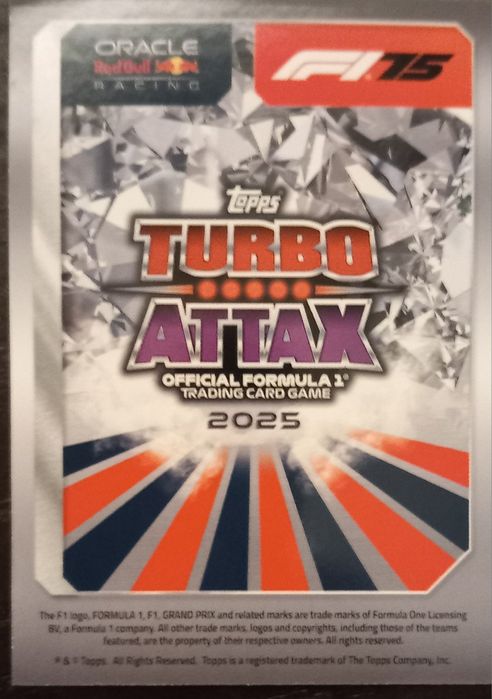 ORACLE
Red Bull
RACING
F1 75
Topps
TURBO
ATTAX
OFFICIAL FORMULA 1®
TRADING CARD GAME
2025
The F1 logo, FORMULA 1, F1, GRAND PRIX and related marks are trade marks of Formula One Licensing
BV, a Formula 1 company. All other trade marks, logos and copyrights, including those of the teams
featured, are the property of their respective owners. All rights reserved.
® & © Topps. All Rights Reserved. Topps is a registered trademark of The Topps Company, Inc.